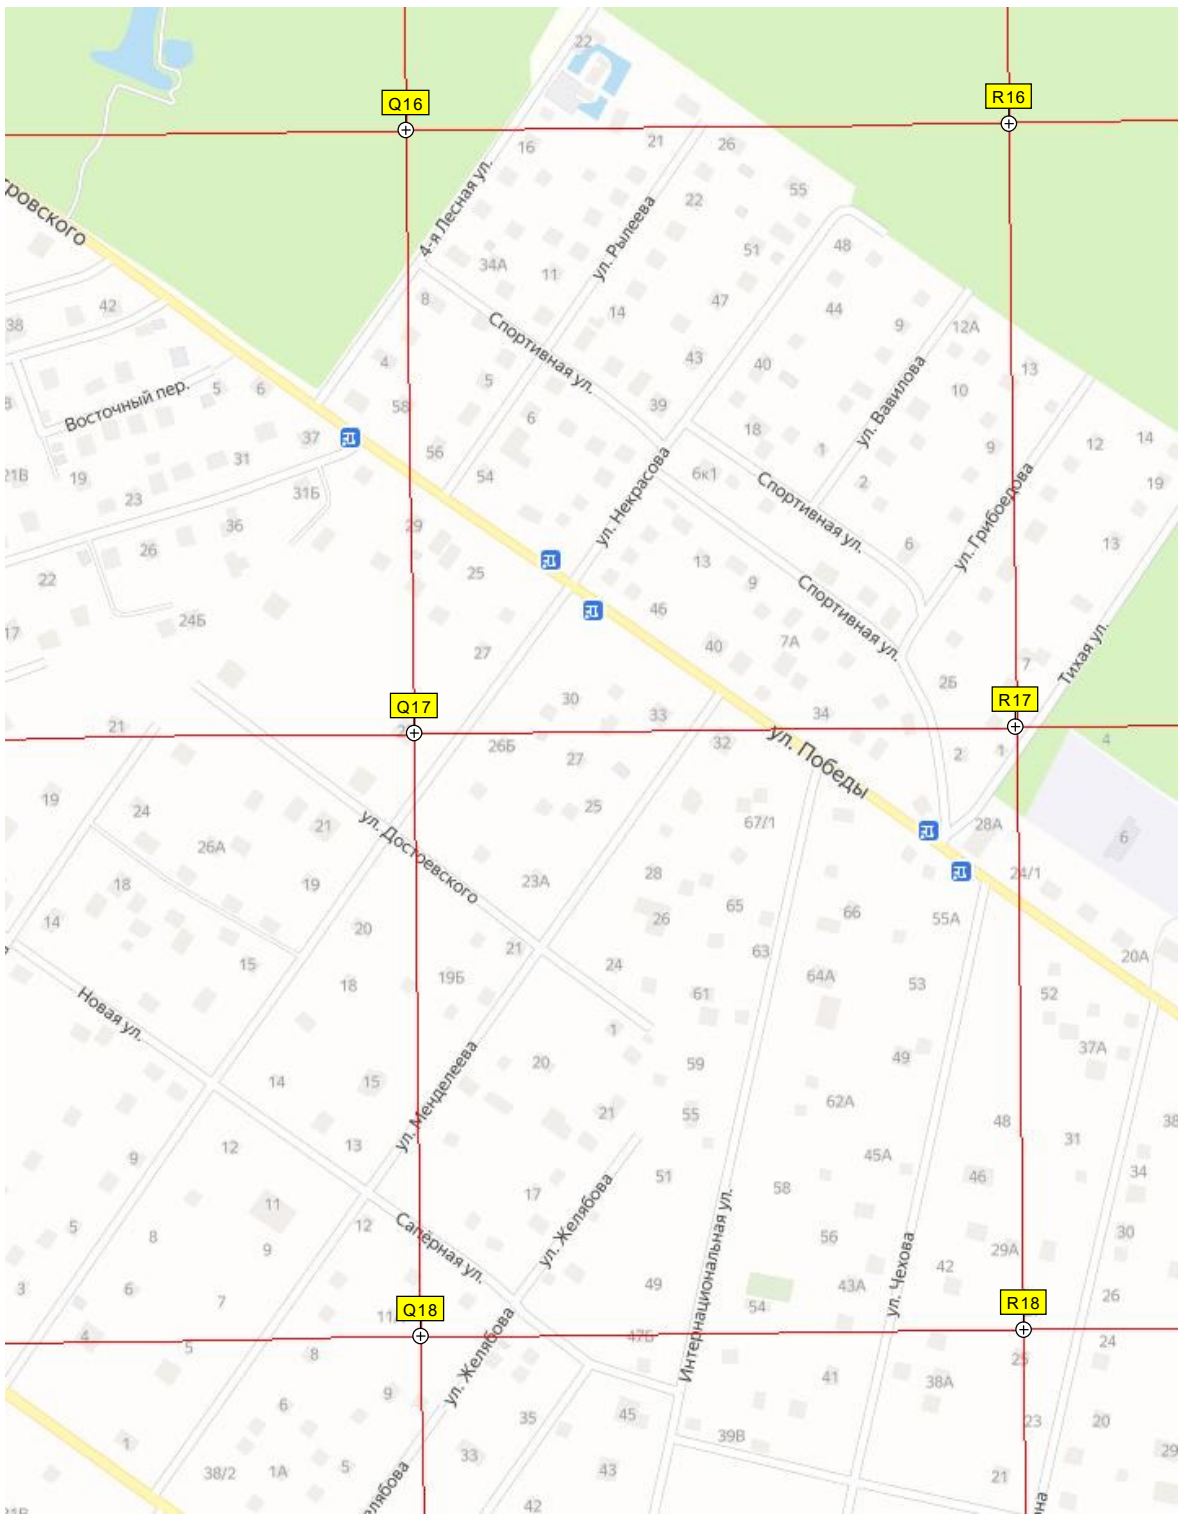 22
Q16
R16
16
21
26
ровского
4-я Лесная ул.
ул. Рылеева
22
55
34А
11
51
48
42
8
14
47
44
9
12А
38
Спортивная ул.
4
5
43
40
ул. Вавилова
10
13
Восточный пер.
5
6
58
6
39
18
1
9
12
14
37
56
54
31
21В
19
23
31Б
6к1
ул. Некрасова
2
Спортивная ул.
ул. Грибоедова
19
36
29
26
25
13
6
13
22
9
Спортивная ул.
24Б
46
17
7А
40
Тихая ул.
27
7
2Б
30
33
34
Q17
R17
21
26Б
32
ул. Победы
2
1
4
27
19
24
21
25
67/1
28А
6
26А
ул. Достоевского
18
19
23А
28
24/1
14
20
26
65
66
55А
21
63
20А
15
18
19Б
24
61
64А
53
52
Новая ул.
1
37А
14
15
ул. Менделеева
20
59
49
21
55
62А
48
31
38
12
13
9
45А
34
11
17
51
58
46
5
8
9
12
Сапёрная ул.
ул. Желябова
Интернациональная ул.
56
29А
30
ул. Чехова
3
6
7
49
43А
42
26
54
Q18
R18
4
5
8
47Б
24
25
ул. Желябова
41
38А
6
9
35
45
23
20
39В
1
38/2
1А
5
33
43
21
29
42